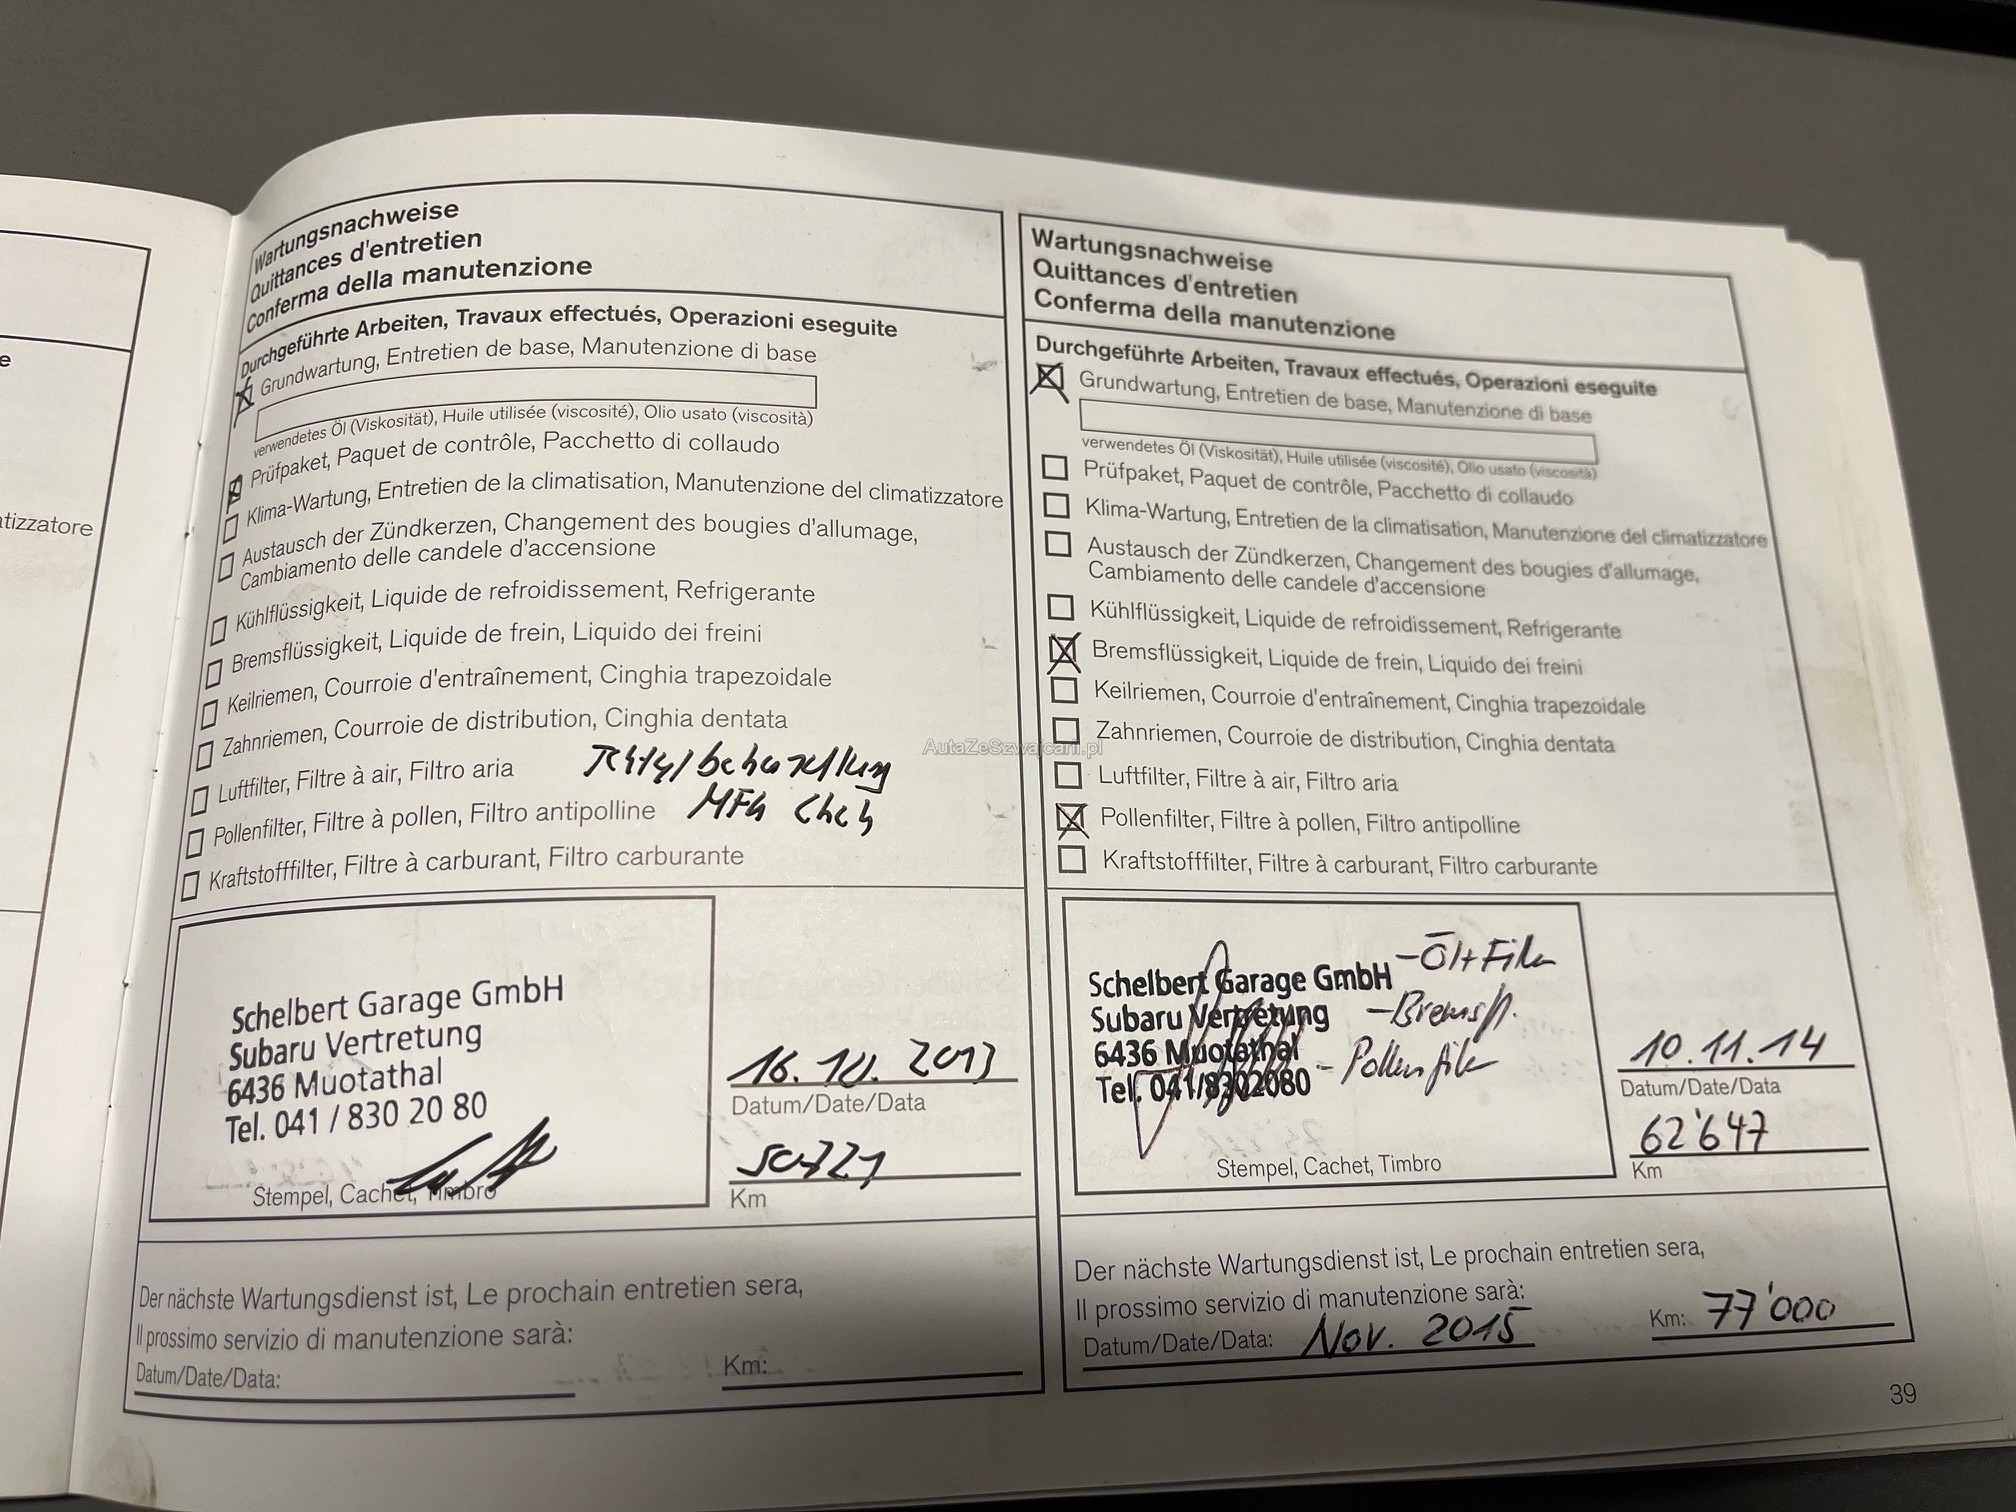 e
tizzatore
Wartungsnachweise
Quittances d'entretien
Conferma della manutenzione
Durchgeführte Arbeiten, Travaux effectués, Operazioni eseguite
Grundwartung, Entretien de base, Manutenzione di base
verwendetes Öl (Viskosität), Huile utilisée (viscosité), Olio usato (viscosità)
Prüfpaket, Paquet de contrôle, Pacchetto di collaudo
Klima-Wartung, Entretien de la climatisation, Manutenzione del climatizzatore
Austausch der Zündkerzen, Changement des bougies d'allumage,
Cambiamento delle candele d'accensione
Kühlflüssigkeit, Liquide de refroidissement, Refrigerante
Bremsflüssigkeit, Liquide de frein, Liquido dei freini
Keilriemen, Courroie d'entraînement, Cinghia trapezoidale
Zahnriemen, Courroie de distribution, Cinghia dentata
Luftfilter, Filtre à air, Filtro aria
Pollenfilter, Filtre à pollen, Filtro antipolline MFG Check
Kraftstofffilter, Filtre à carburant, Filtro carburante
Schelbert Garage GmbH
Subaru Vertretung
6436 Muotathal
Tel. 041 / 830 20 80
Stempel, Cachet, Timbro
16.10.2013
Datum/Date/Data
50721
Km
Der nächste Wartungsdienst ist, Le prochain entretien sera,
Il prossimo servizio di manutenzione sarà:
Datum/Date/Data: Km:
Wartungsnachweise
Quittances d'entretien
Conferma della manutenzione
Durchgeführte Arbeiten, Travaux effectués, Operazioni eseguite
Grundwartung, Entretien de base, Manutenzione di base
verwendetes Öl (Viskosität), Huile utilisée (viscosité), Olio usato (viscosità)
Prüfpaket, Paquet de contrôle, Pacchetto di collaudo
Klima-Wartung, Entretien de la climatisation, Manutenzione del climatizzatore
Austausch der Zündkerzen, Changement des bougies d'allumage,
Cambiamento delle candele d'accensione
Kühlflüssigkeit, Liquide de refroidissement, Refrigerante
Bremsflüssigkeit, Liquide de frein, Liquido dei freini
Keilriemen, Courroie d'entraînement, Cinghia trapezoidale
Zahnriemen, Courroie de distribution, Cinghia dentata
Luftfilter, Filtre à air, Filtro aria
Pollenfilter, Filtre à pollen, Filtro antipolline
Kraftstofffilter, Filtre à carburant, Filtro carburante
Schelbert Garage GmbH - Öl + Filter
Subaru Vertretung - Bremsfl.
6436 Muotathal - Pollenfilter
Tel. 041/8302080
Stempel, Cachet, Timbro
10.11.14
Datum/Date/Data
62'647
Km
Der nächste Wartungsdienst ist, Le prochain entretien sera,
Il prossimo servizio di manutenzione sarà:
Datum/Date/Data: Nov. 2015 Km: 77'000
39
AutaZeSzwajcarii.pl